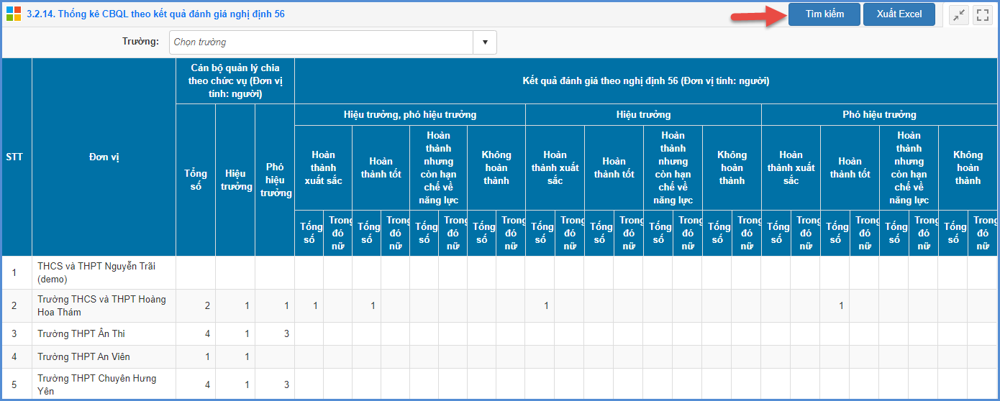 3.2.14. Thống kê CBQL theo kết quả đánh giá nghị định 56
Tìm kiếm
Xuất Excel
Trường:
Chọn trường
STT
Đơn vị
Cán bộ quản lý chia
theo chức vụ (Đơn vị
tính: người)
Kết quả đánh giá theo nghị định 56 (Đơn vị tính: người)
Tổng
số
Hiệu
trưởng
Phó
hiệu
trưởng
Hiệu trưởng, phó hiệu trưởng
Hiệu trưởng
Phó hiệu trưởng
Hoàn
thành
xuất sắc
Hoàn
thành tốt
Hoàn
thành
nhưng
còn hạn
chế về
năng lực
Không
hoàn
thành
Hoàn
thành xuất
sắc
Hoàn
thành tốt
Hoàn
thành
nhưng
còn hạn
chế về
năng lực
Không
hoàn
thành
Hoàn
thành xuất
sắc
Hoàn
thành tốt
Hoàn
thành
nhưng
còn hạn
chế về
năng lực
Không
hoàn
thành
Tổng
số
Trong
đó
nữ
Tổng
số
Trong
đó
nữ
Tổng
số
Trong
đó
nữ
Tổng
số
Trong
đó
nữ
Tổng
số
Trong
đó
nữ
Tổng
số
Trong
đó
nữ
Tổng
số
Trong
đó
nữ
Tổng
số
Trong
đó
nữ
Tổng
số
Trong
đó
nữ
Tổng
số
Trong
đó
nữ
Tổng
số
Trong
đó
nữ
Tổng
số
Trong
đó
nữ
1 THCS và THPT Nguyễn Trãi
(demo)
2 Trường THCS và THPT Hoàng
Hoa Thám 2 1 1 1 1 1 1
3 Trường THPT Ân Thi 4 1 3
4 Trường THPT An Viên 1 1
5 Trường THPT Chuyên Hưng
Yên 4 1 3